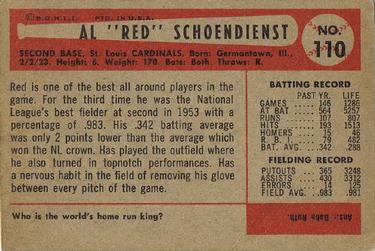 © B.G.H.L.I. PTD. IN U.S.A.
AL "RED" SCHOENDIENST
NO. 110
SECOND BASE, St. Louis CARDINALS. Born: Germantown, Ill.,
2/2/23. Height: 6. Weight: 170. Bats: Both. Throws: R.
Red is one of the best all around players in the
game. For the third time he was the National
League's best fielder at second in 1953 with a
percentage of .983. His .342 batting average
was only 2 points lower than the average which
won the NL crown. Has played the outfield where
he also turned in topnotch performances. Has
a nervous habit in the field of removing his glove
between every pitch of the game.
BATTING RECORD
PAST YR. LIFE
GAMES 146 1286
AT BAT 564 5257
RUNS 107 807
HITS 193 1513
HOMERS 15 46
R. B. I. 79 482
BAT. AVG. .342 .288
FIELDING RECORD
PUTOUTS 365 3248
ASSISTS 430 3312
ERRORS 14 125
FIELD AVG. .983 .981
Who is the world's home run king?
Ans. Babe Ruth.